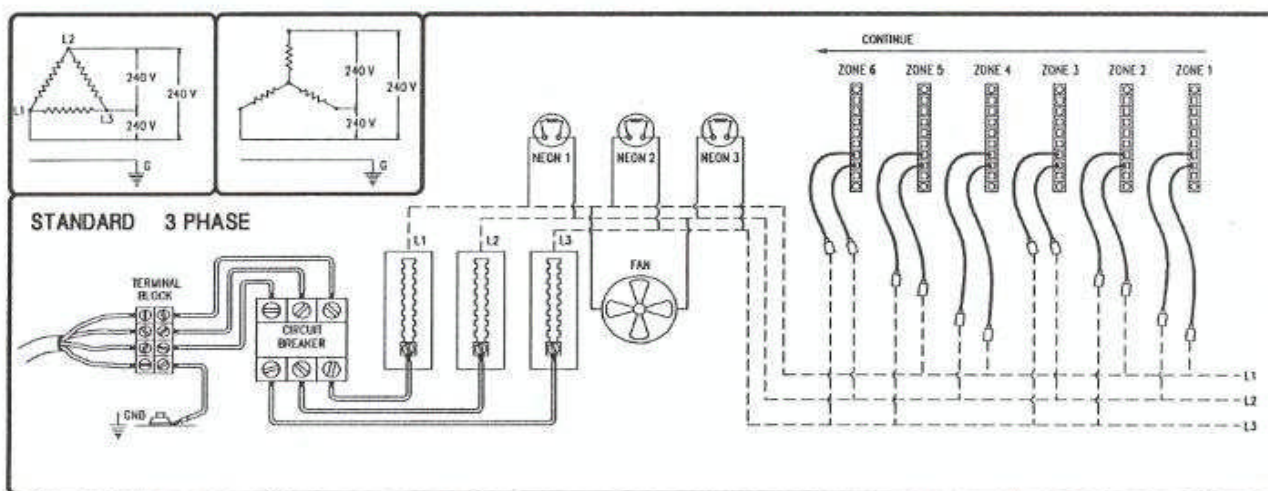 L2
240 V
240 V
L1
L3
240 V
G
240 V
240 V
240 V
G
CONTINUE
ZONE 6 ZONE 5 ZONE 4 ZONE 3 ZONE 2 ZONE 1
NEON 1 NEON 2 NEON 3
STANDARD 3 PHASE
L1 L2 L3
FAN
TERMINAL
BLOCK
CIRCUIT
BREAKER
GND
L1
L2
L3